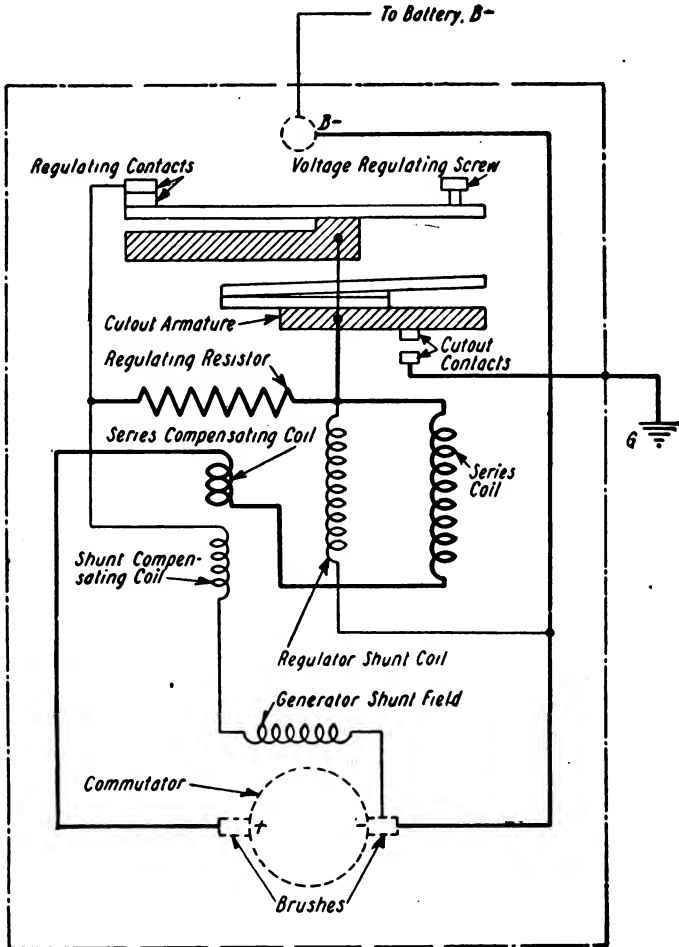 To Battery, B-
B-
Regulating Contacts
Voltage Regulating Screw
Cutout Armature
Cutout
Contacts
Regulating Resistor
G
Series Compensating Coil
Series
Coil
Shunt Compen-
sating Coil
Regulator Shunt Coil
Generator Shunt Field
Commutator
+
-
Brushes